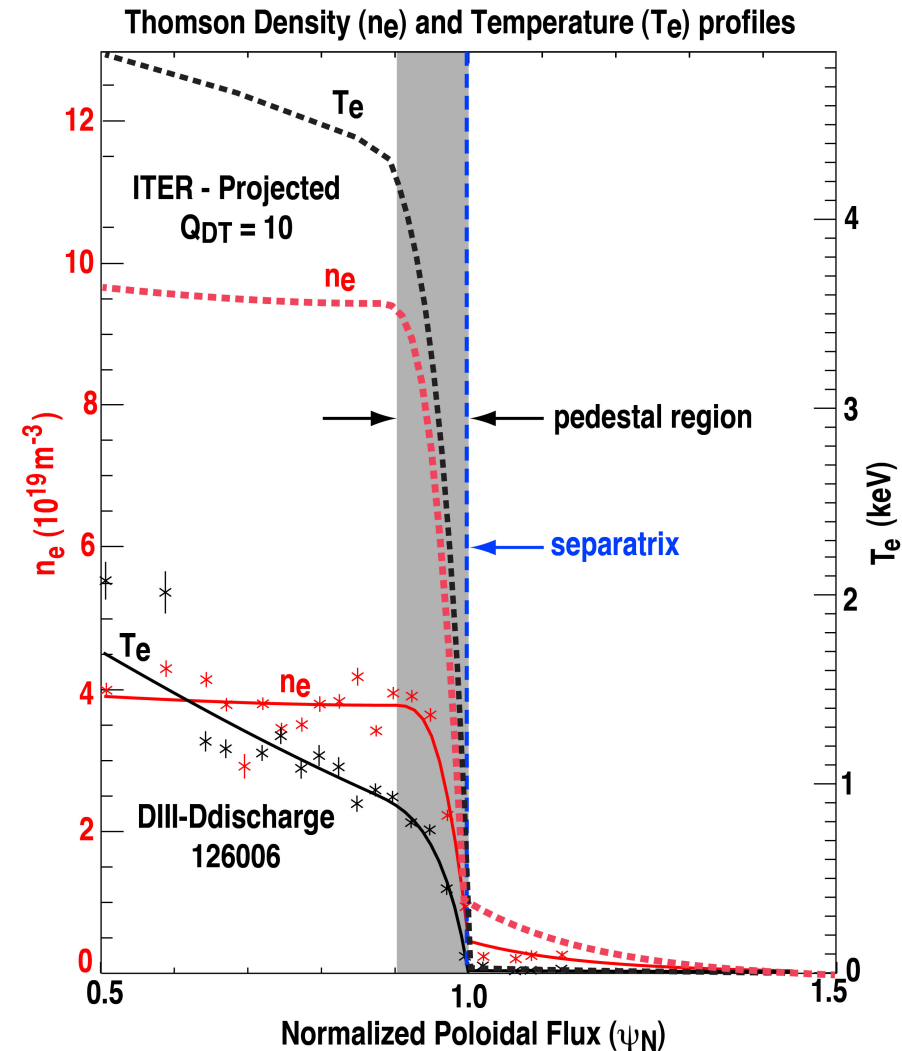 Thomson Density (ne) and Temperature (Te) profiles
Te
ITER - Projected
QDT = 10
ne
pedestal region
separatrix
Te
ne
DIII-Ddischarge
126006
12
10
8
6
4
2
0
ne (10^19 m^-3)
4
3
2
1
0
Te (keV)
0.5
1.0
1.5
Normalized Poloidal Flux (ψN)